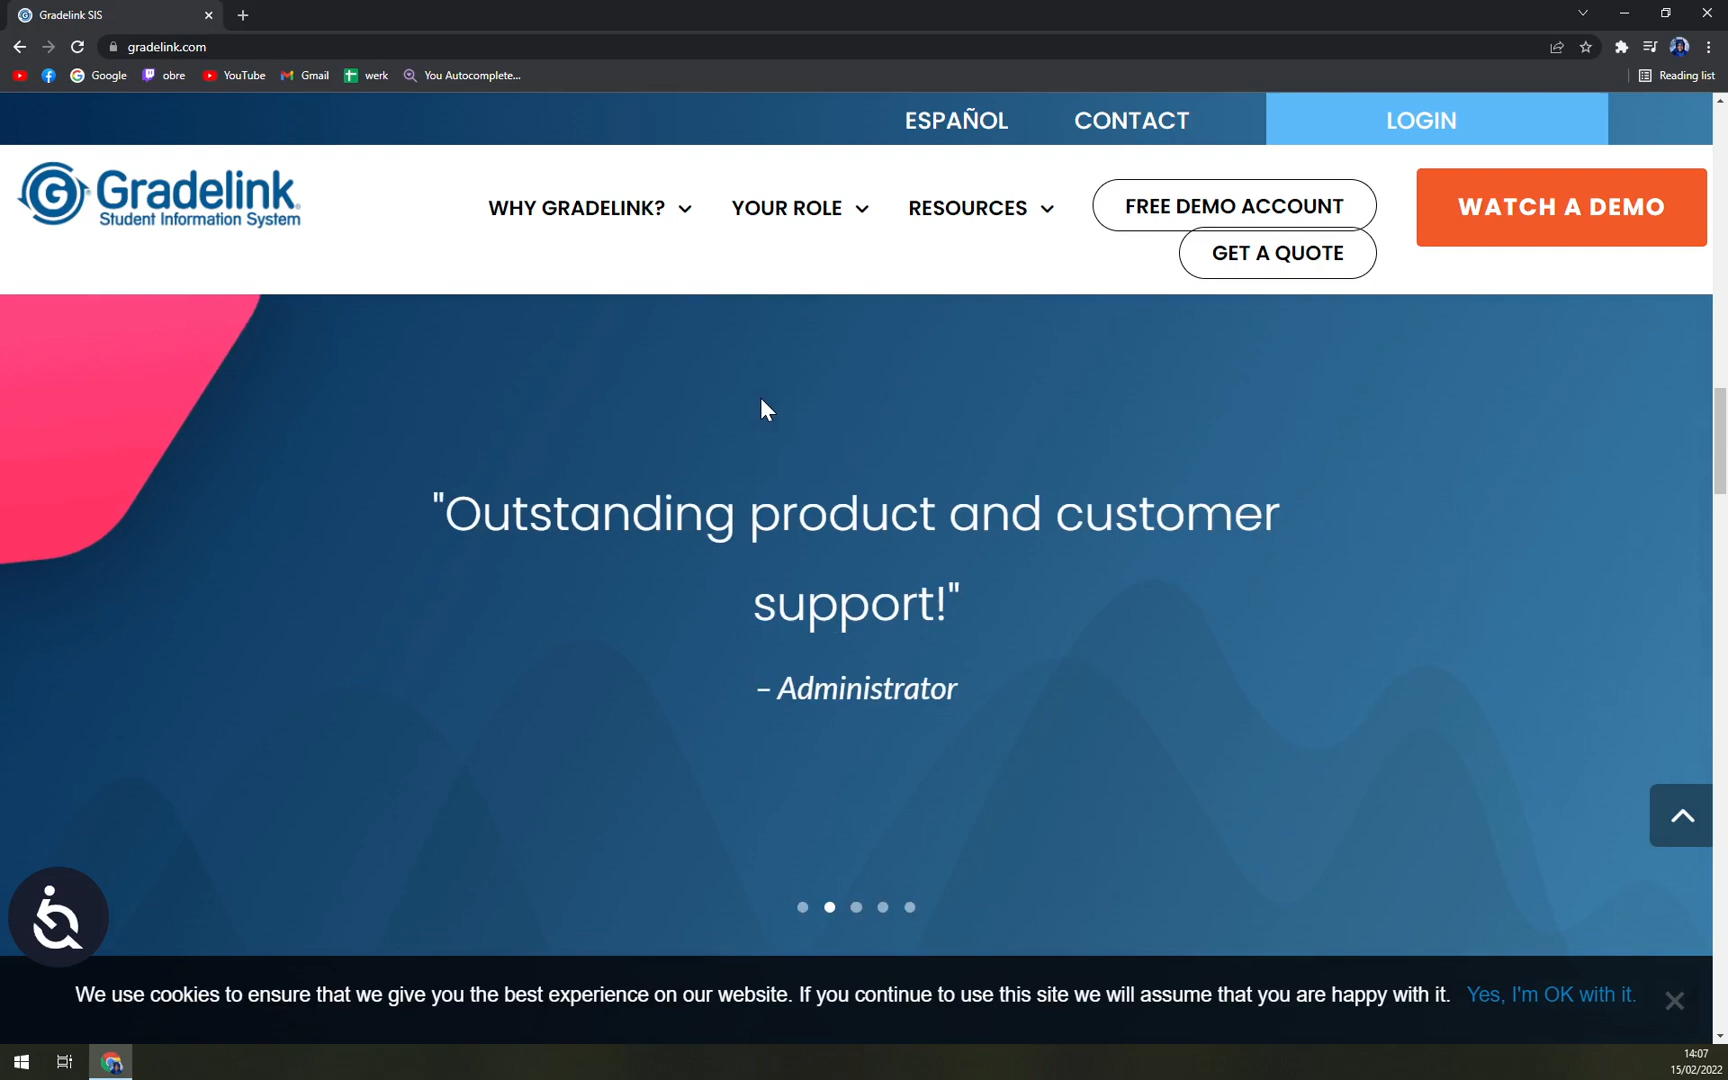 Gradelink SIS
gradelink.com
Google
obre
YouTube
Gmail
werk
You Autocomplete...
Reading list
ESPAÑOL
CONTACT
LOGIN
Gradelink
Student Information System
WHY GRADELINK?
YOUR ROLE
RESOURCES
FREE DEMO ACCOUNT
GET A QUOTE
WATCH A DEMO
"Outstanding product and customer
support!"
– Administrator
We use cookies to ensure that we give you the best experience on our website. If you continue to use this site we will assume that you are happy with it. Yes, I'm OK with it.
14:07
15/02/2022